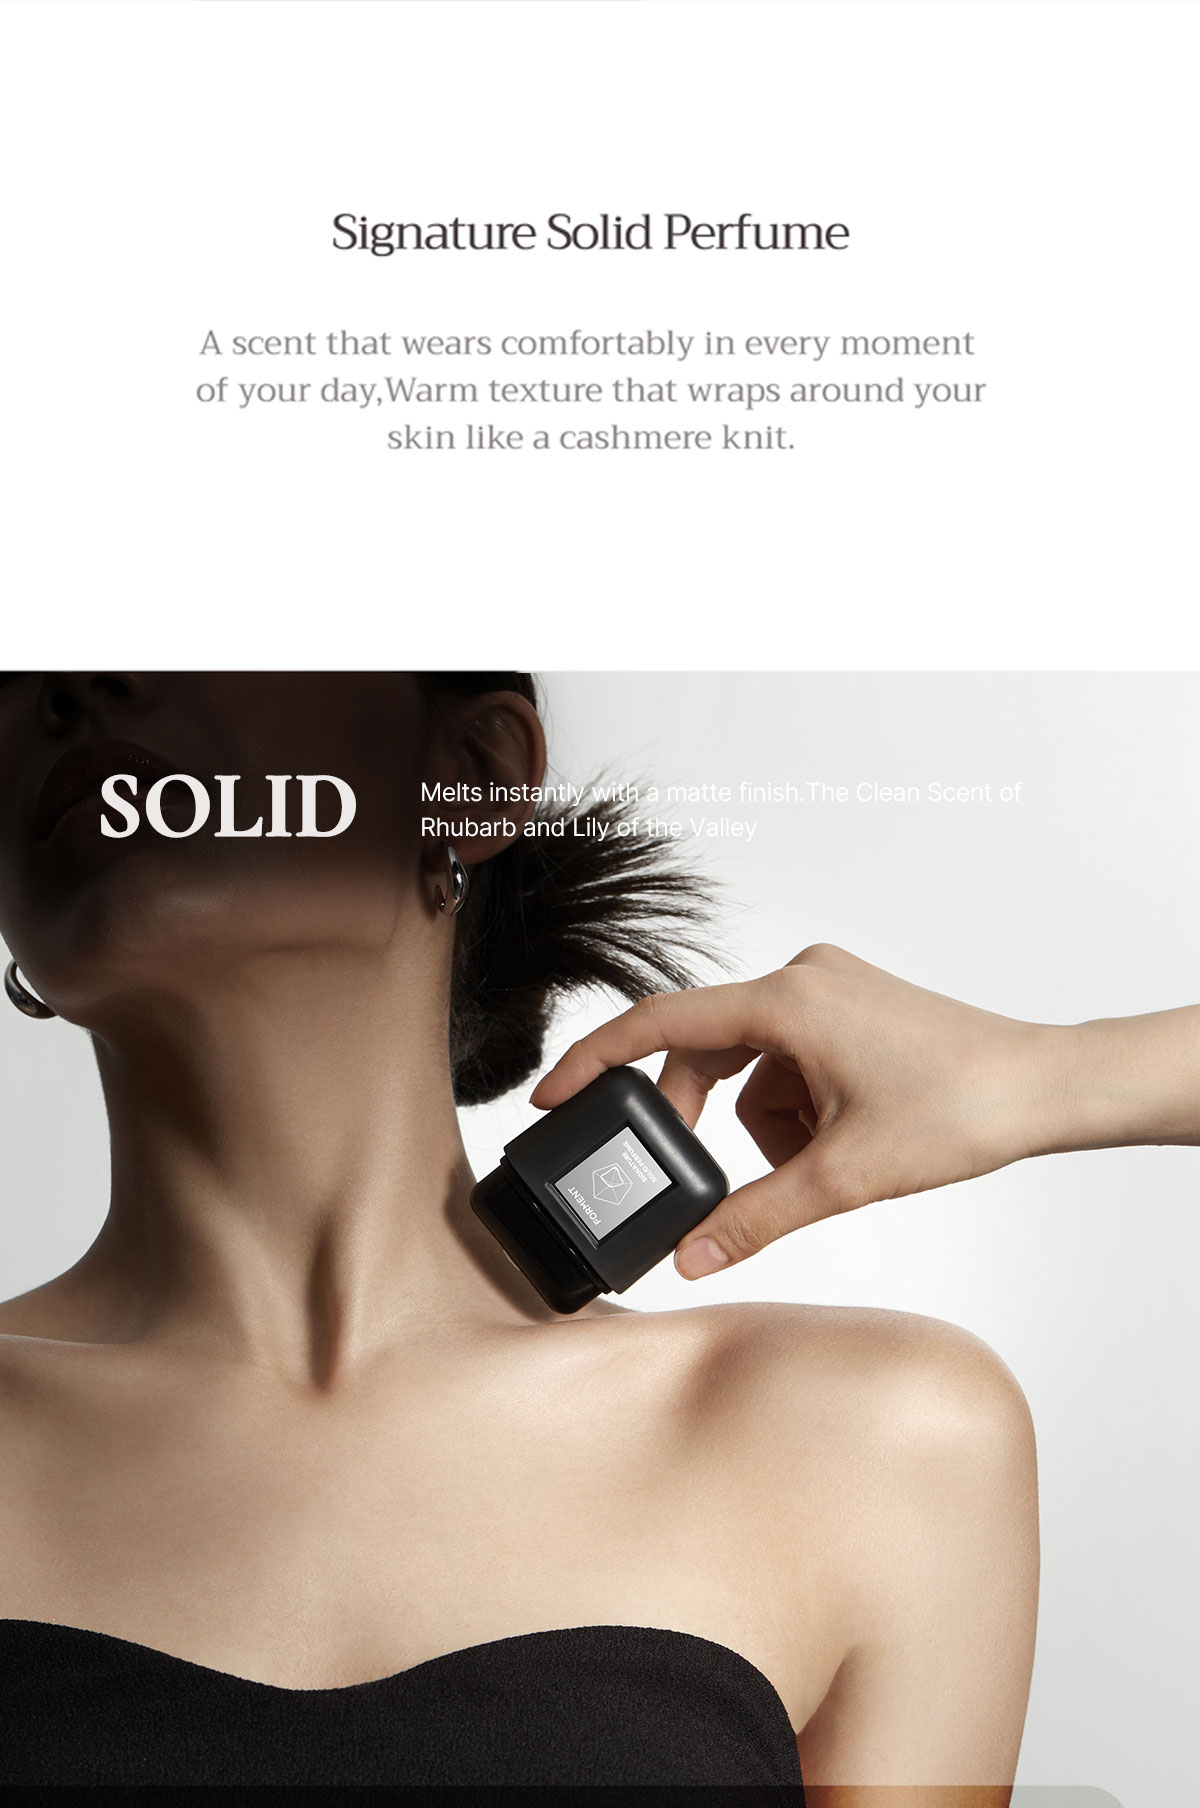 Signature Solid Perfume
A scent that wears comfortably in every moment
of your day,Warm texture that wraps around your
skin like a cashmere knit.
SOLID
Melts instantly with a matte finish.The Clean Scent of
Rhubarb and Lily of the Valley
FORMENT
SIGNATURE
SOLID PERFUME